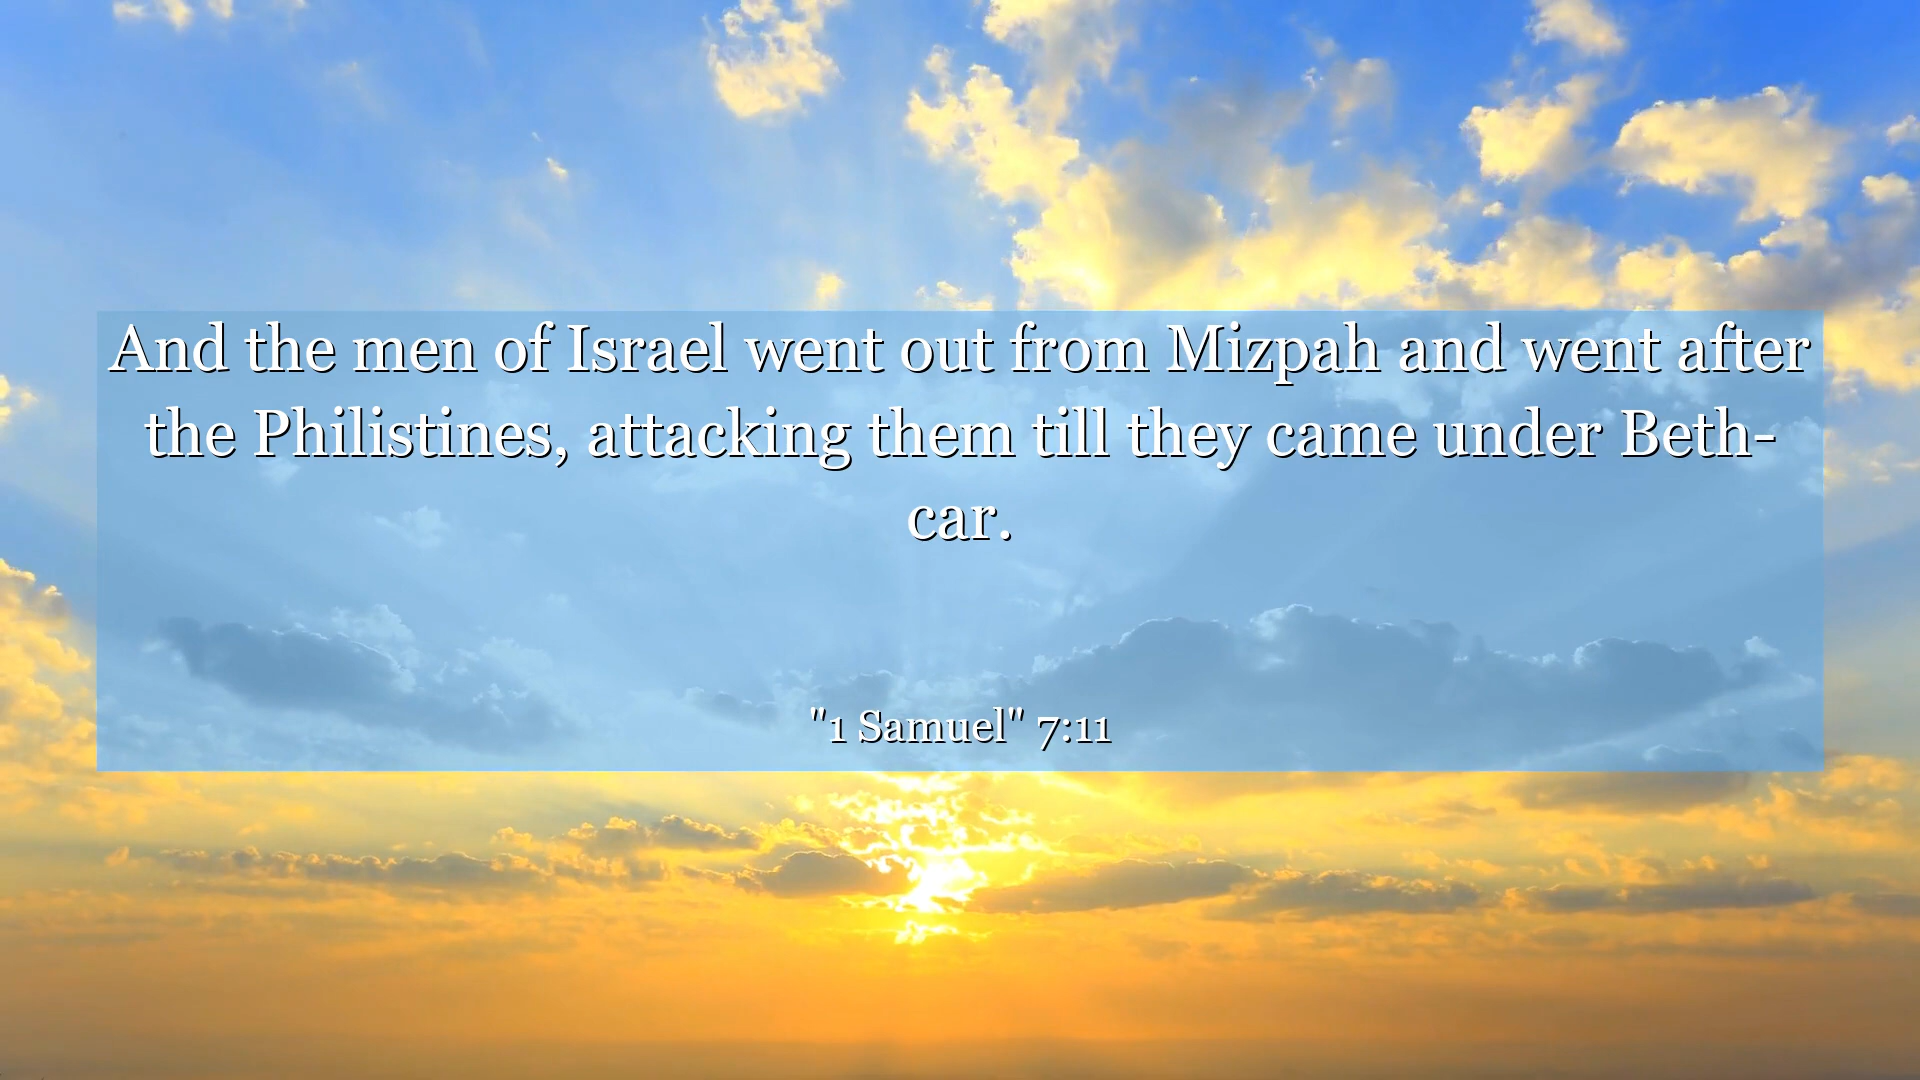 And the men of Israel went out from Mizpah and went after
the Philistines, attacking them till they came under Beth-
car.
"1 Samuel" 7:11